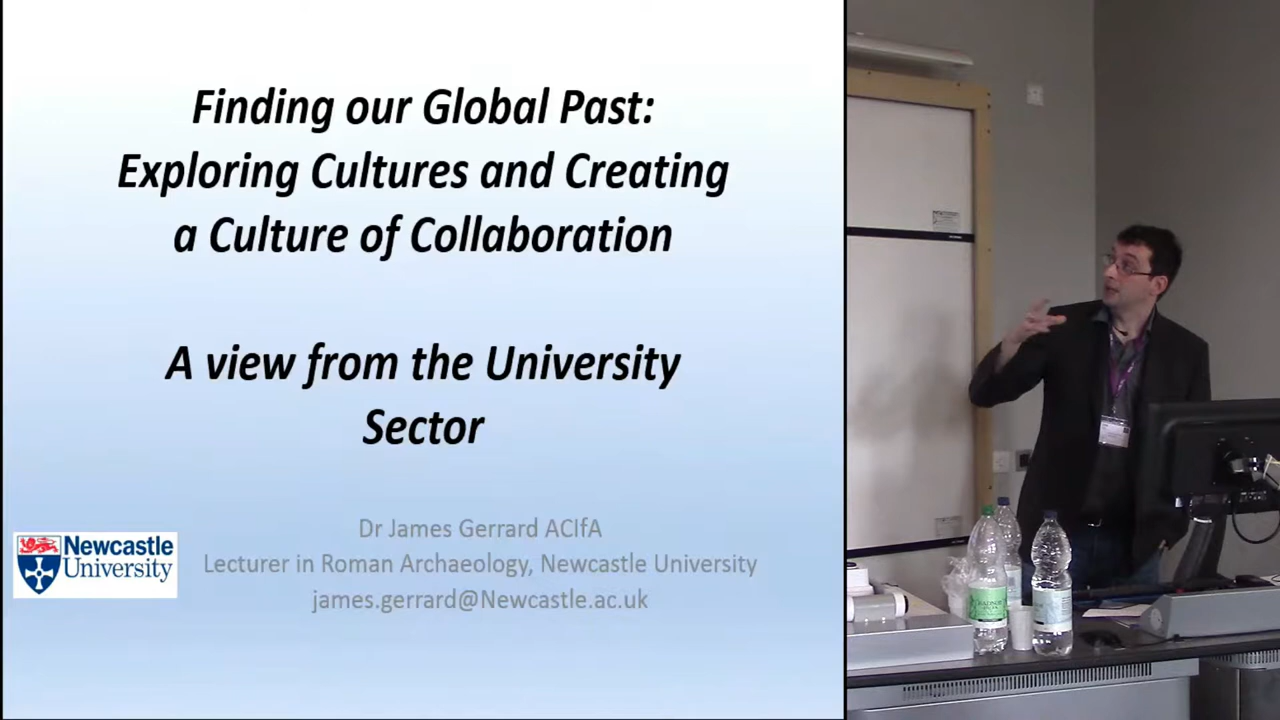 Finding our Global Past:
Exploring Cultures and Creating
a Culture of Collaboration
A view from the University
Sector
Dr James Gerrard ACIfA
Lecturer in Roman Archaeology, Newcastle University
james.gerrard@Newcastle.ac.uk
Newcastle
University